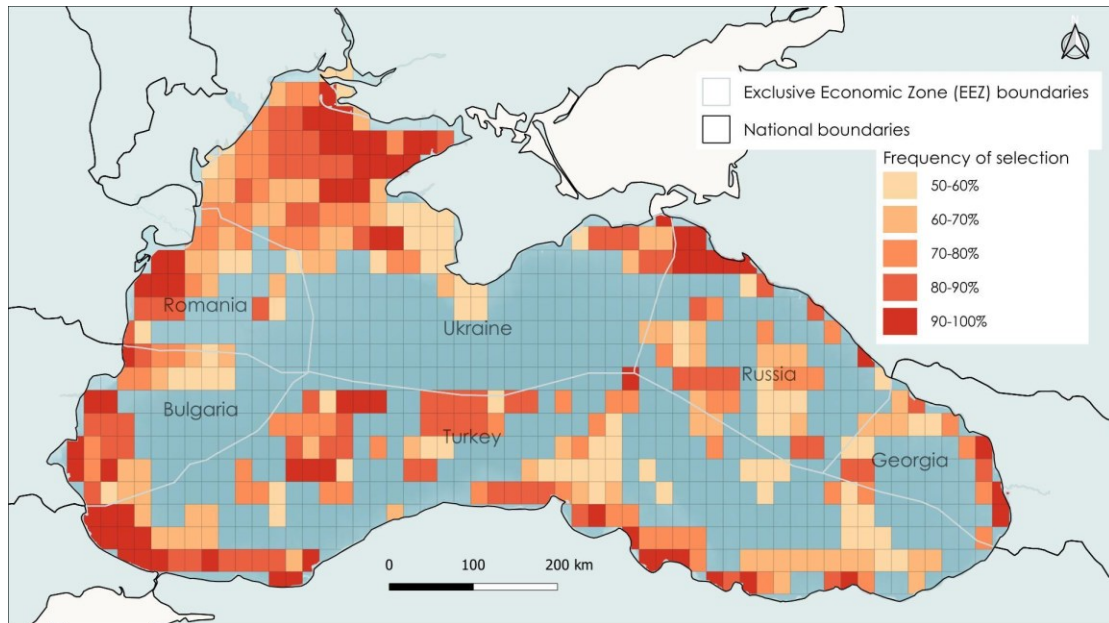 N
Exclusive Economic Zone (EEZ) boundaries
National boundaries
Frequency of selection
50-60%
60-70%
70-80%
80-90%
90-100%
Romania
Ukraine
Russia
Bulgaria
Turkey
Georgia
0 100 200 km